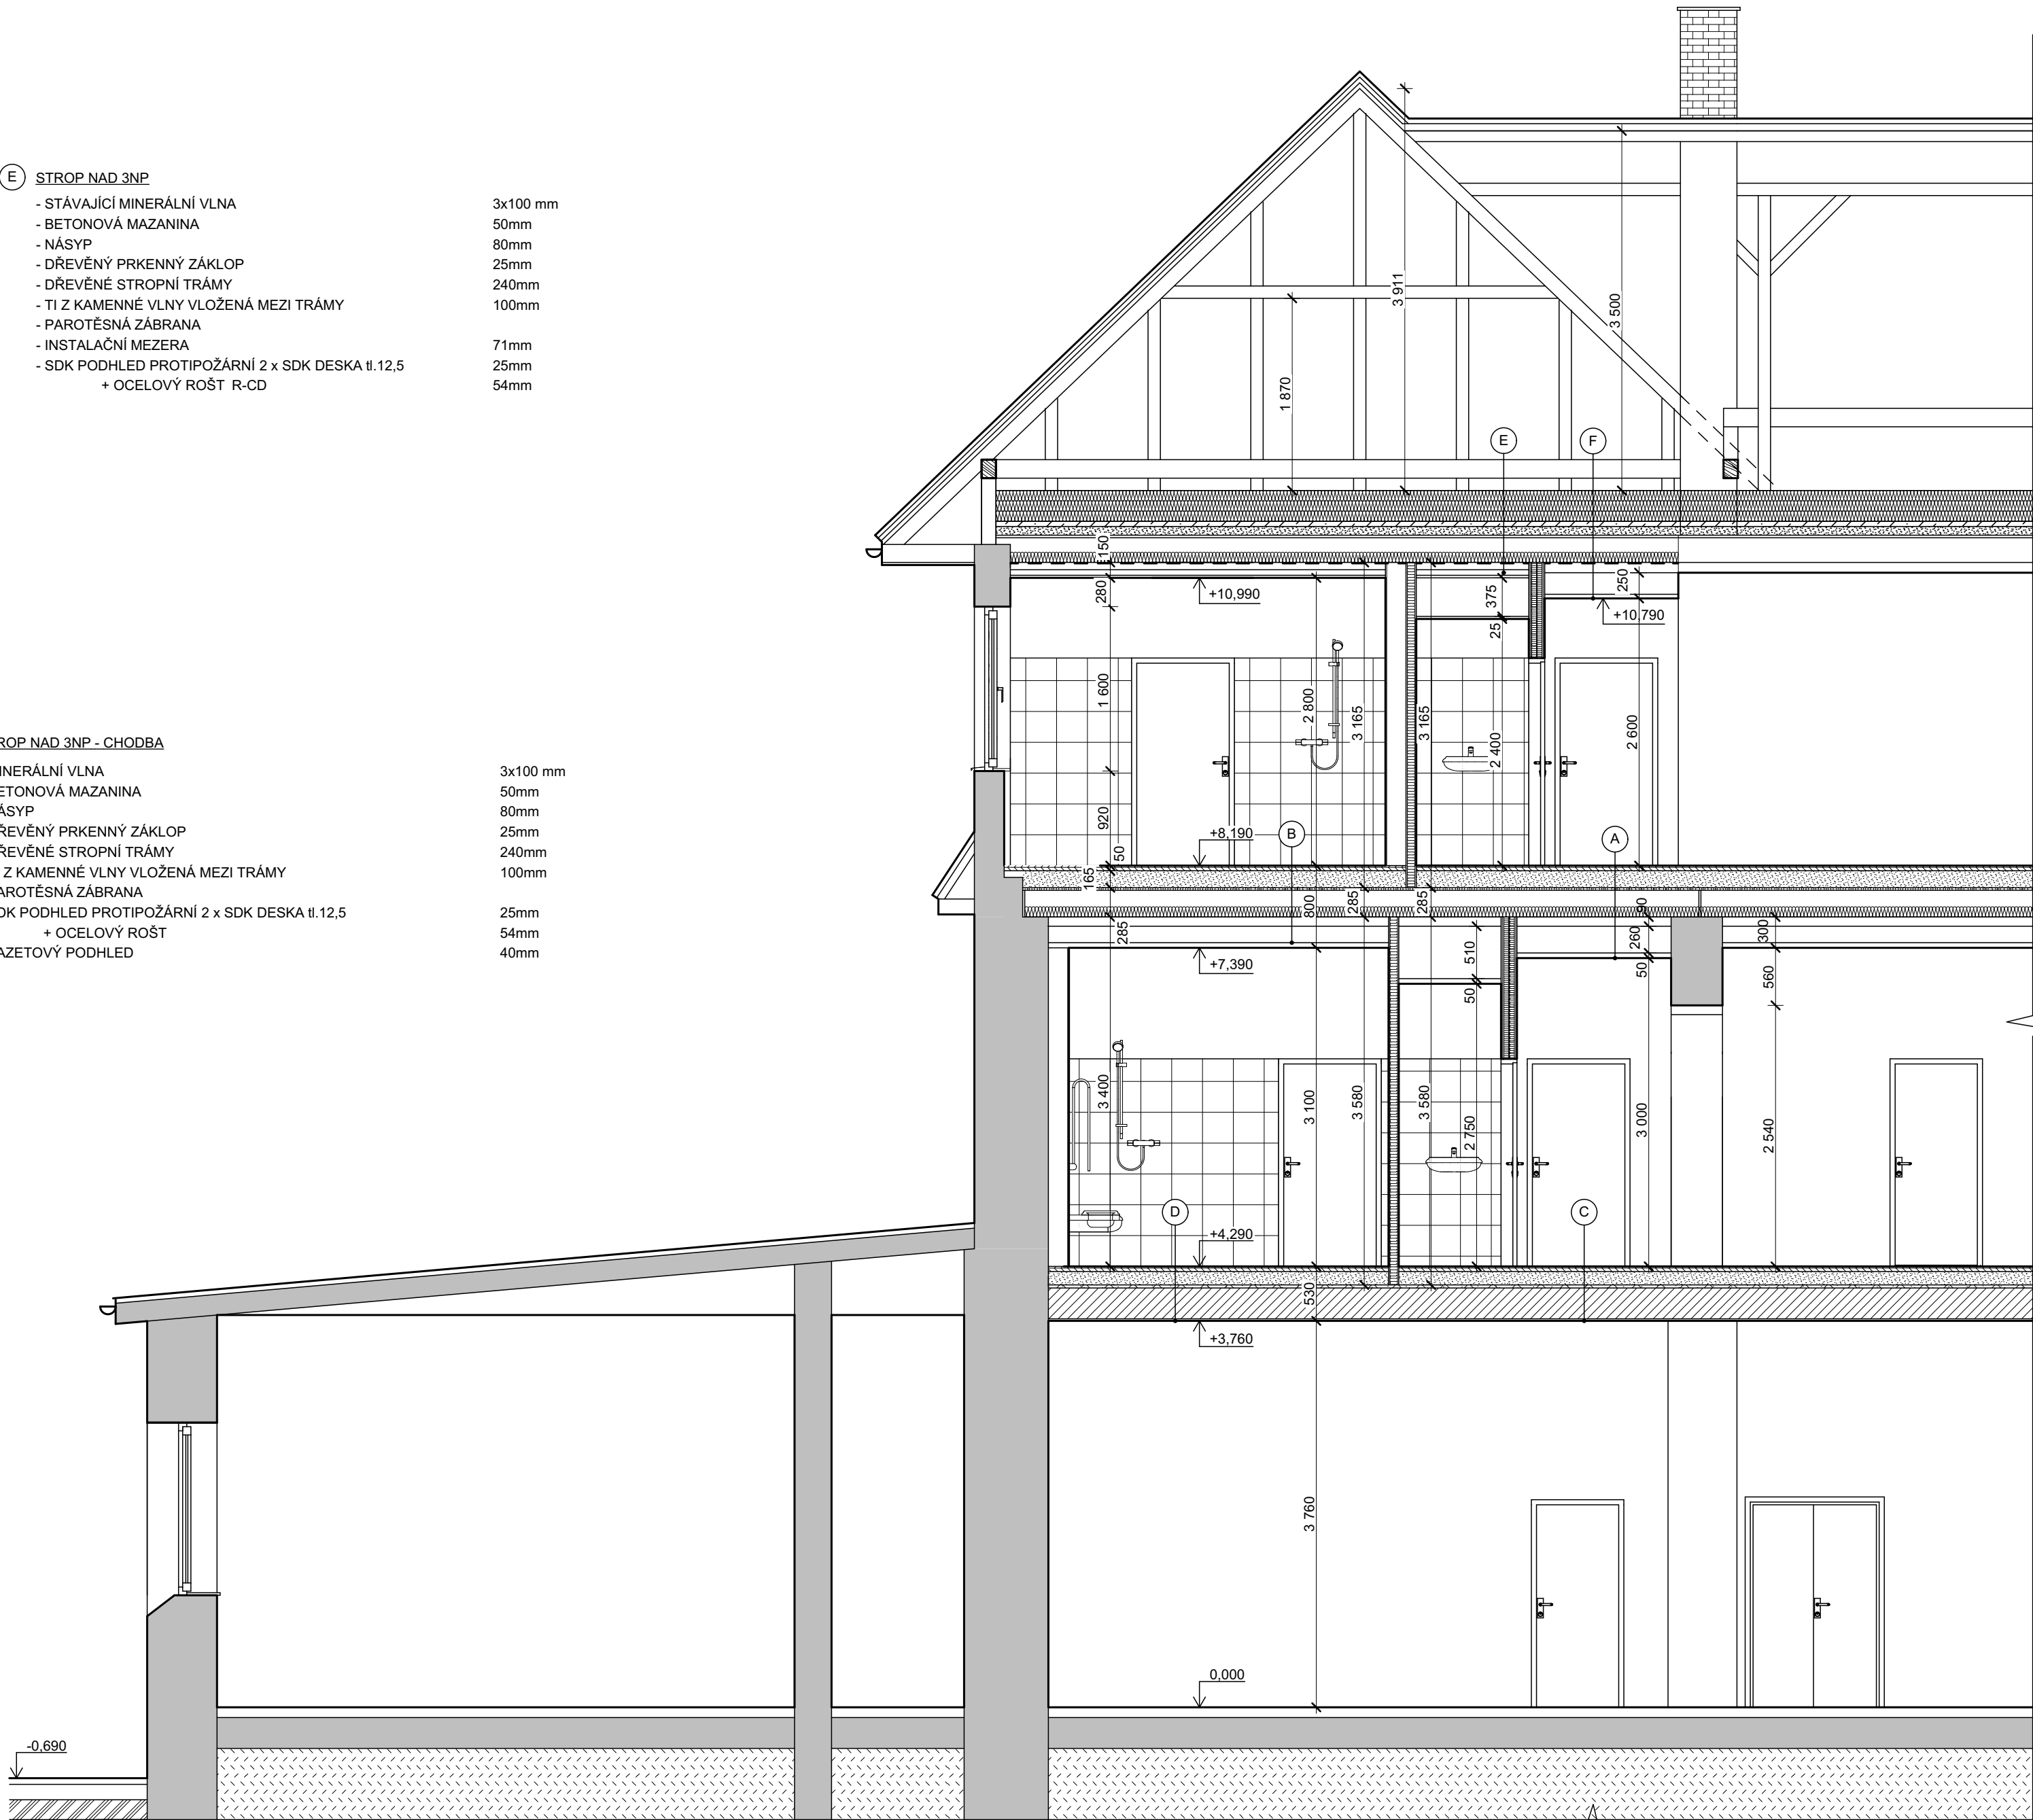 E STROP NAD 3NP
- STÁVAJÍCÍ MINERÁLNÍ VLNA 3x100 mm
- BETONOVÁ MAZANINA 50mm
- NÁSYP 80mm
- DŘEVĚNÝ PRKENNÝ ZÁKLOP 25mm
- DŘEVĚNÉ STROPNÍ TRÁMY 240mm
- TI Z KAMENNÉ VLNY VLOŽENÁ MEZI TRÁMY 100mm
- PAROTĚSNÁ ZÁBRANA
- INSTALAČNÍ MEZERA 71mm
- SDK PODHLED PROTIPOŽÁRNÍ 2 x SDK DESKA tl.12,5 25mm
+ OCELOVÝ ROŠT R-CD 54mm
ROP NAD 3NP - CHODBA
INERÁLNÍ VLNA 3x100 mm
ETONOVÁ MAZANINA 50mm
ÁSYP 80mm
ŘEVĚNÝ PRKENNÝ ZÁKLOP 25mm
ŘEVĚNÉ STROPNÍ TRÁMY 240mm
Z KAMENNÉ VLNY VLOŽENÁ MEZI TRÁMY 100mm
AROTĚSNÁ ZÁBRANA
DK PODHLED PROTIPOŽÁRNÍ 2 x SDK DESKA tl.12,5 25mm
+ OCELOVÝ ROŠT 54mm
AZETOVÝ PODHLED 40mm
3 911
3 500
1 870
E
F
150
280
+10,990
375
25
250
+10,790
1 600
2 800
3 165
3 165
2 400
2 600
920
50
+8,190
B
A
165
285
800
285
285
90
260
50
300
560
510
50
+7,390
3 400
3 100
3 580
3 580
2 750
3 000
2 540
D
C
+4,290
530
+3,760
3 760
0,000
-0,690